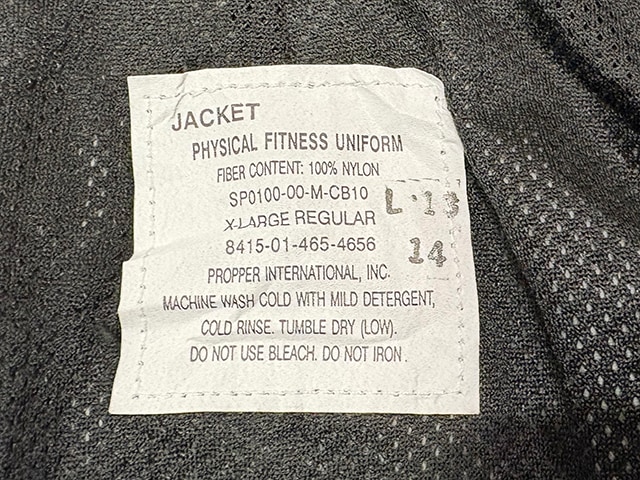 JACKET
PHYSICAL FITNESS UNIFORM
FIBER CONTENT: 100% NYLON
SP0100-00-M-CB10
L·13
X-LARGE REGULAR
8415-01-465-4656
14
PROPPER INTERNATIONAL, INC.
MACHINE WASH COLD WITH MILD DETERGENT,
COLD RINSE. TUMBLE DRY (LOW).
DO NOT USE BLEACH. DO NOT IRON.